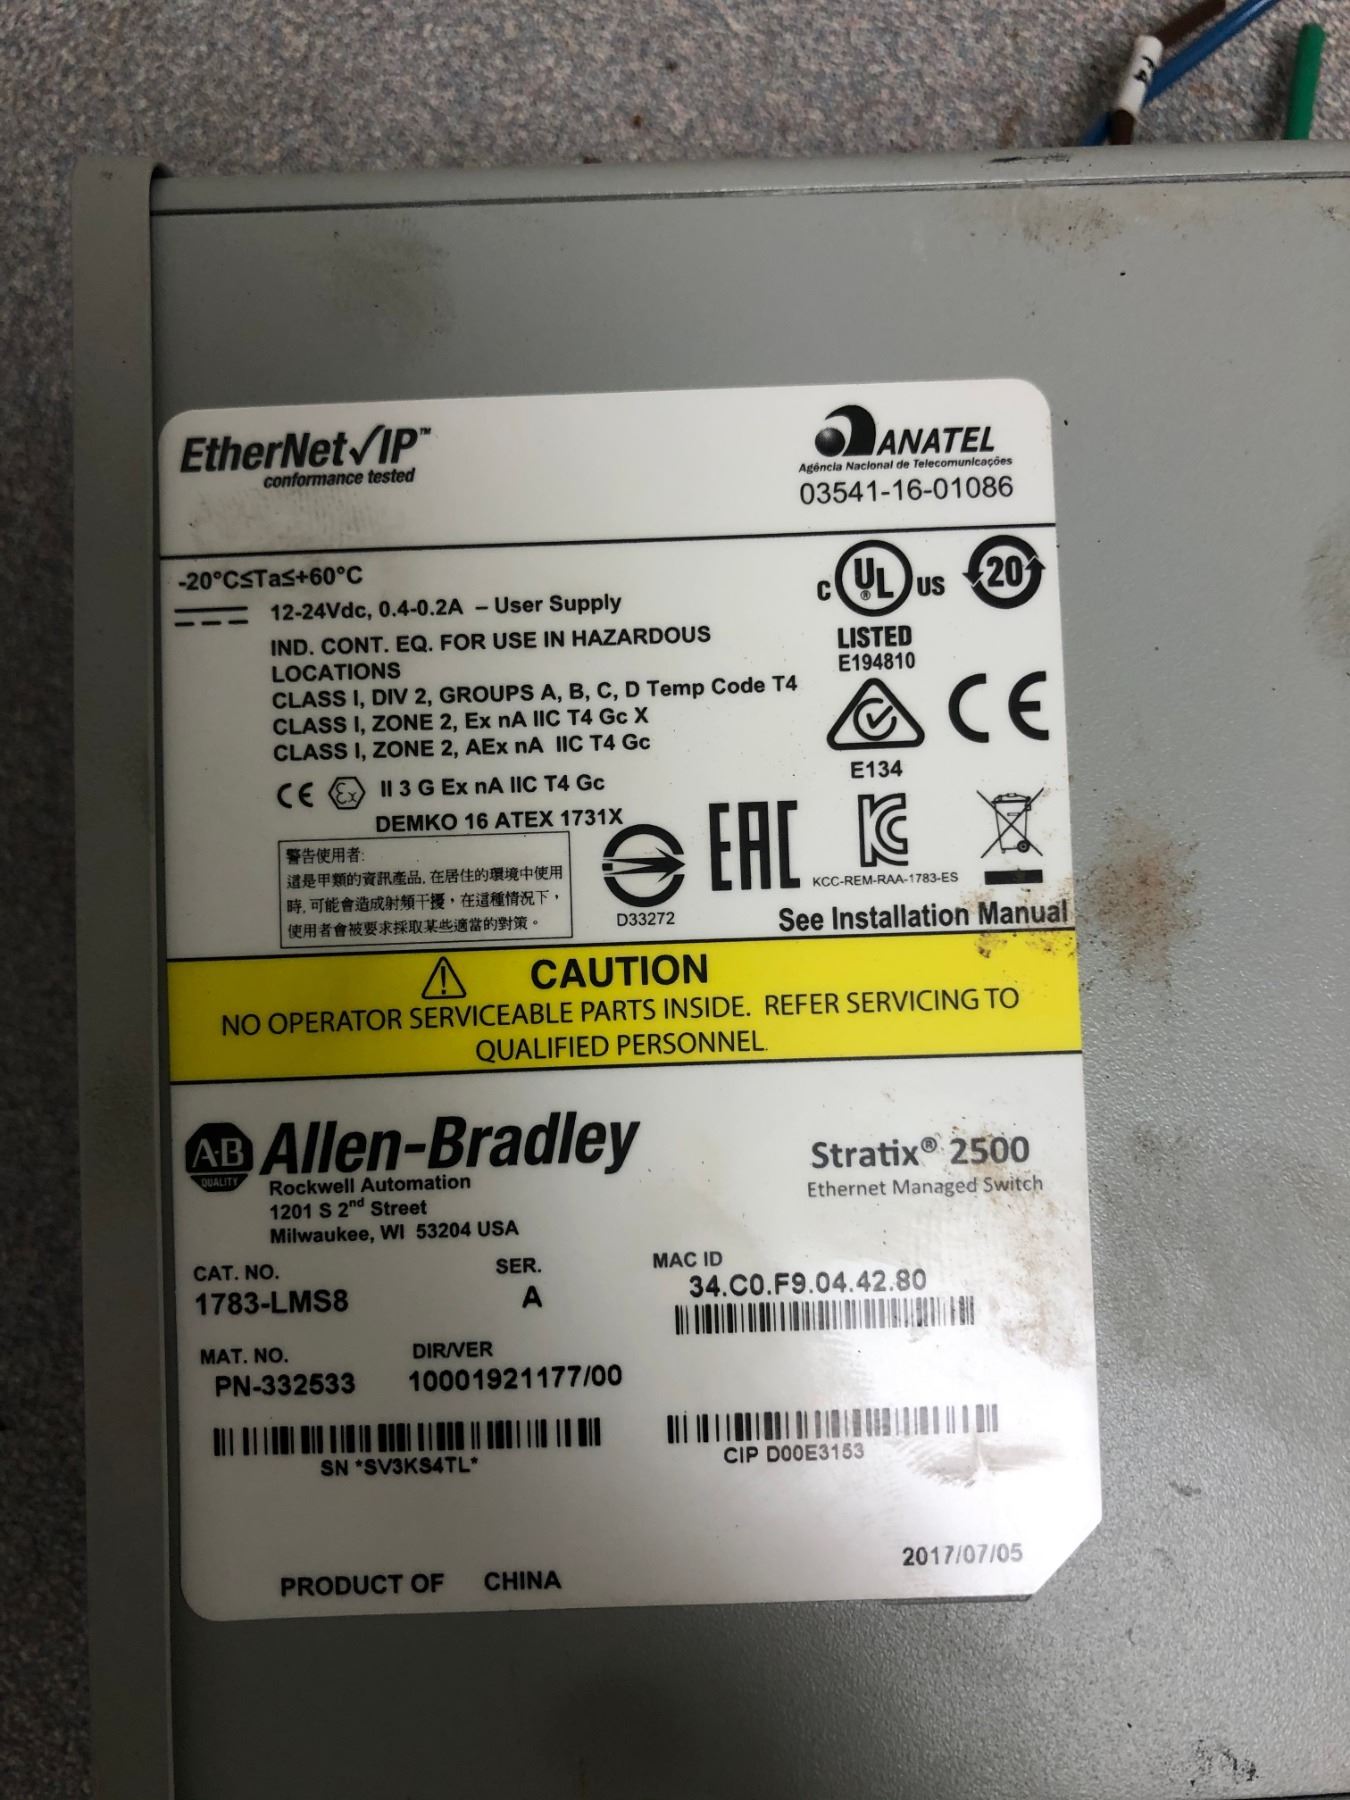 EtherNet/IP™
conformance tested
ANATEL
Agência Nacional de Telecomunicações
03541-16-01086
-20°C≤Ta≤+60°C
12-24Vdc, 0.4-0.2A – User Supply
IND. CONT. EQ. FOR USE IN HAZARDOUS
LOCATIONS
CLASS I, DIV 2, GROUPS A, B, C, D Temp Code T4
CLASS I, ZONE 2, Ex nA IIC T4 Gc X
CLASS I, ZONE 2, AEx nA IIC T4 Gc
CE Ex II 3 G Ex nA IIC T4 Gc
DEMKO 16 ATEX 1731X
C UL® US
LISTED
E194810
20
E134
CE
警告使用者:
這是甲類的資訊產品, 在居住的環境中使用
時, 可能會造成射頻干擾，在這種情況下，
使用者會被要求採取某些適當的對策。
D33272
EAC
KC
KCC-REM-RAA-1783-ES
See Installation Manual
CAUTION
NO OPERATOR SERVICEABLE PARTS INSIDE. REFER SERVICING TO
QUALIFIED PERSONNEL.
A-B
QUALITY
Allen-Bradley
Rockwell Automation
1201 S 2nd Street
Milwaukee, WI 53204 USA
Stratix® 2500
Ethernet Managed Switch
CAT. NO. SER. MAC ID
1783-LMS8 A 34.C0.F9.04.42.80
MAT. NO. DIR/VER
PN-332533 10001921177/00
SN *SV3KS4TL*
CIP D00E3153
2017/07/05
PRODUCT OF CHINA